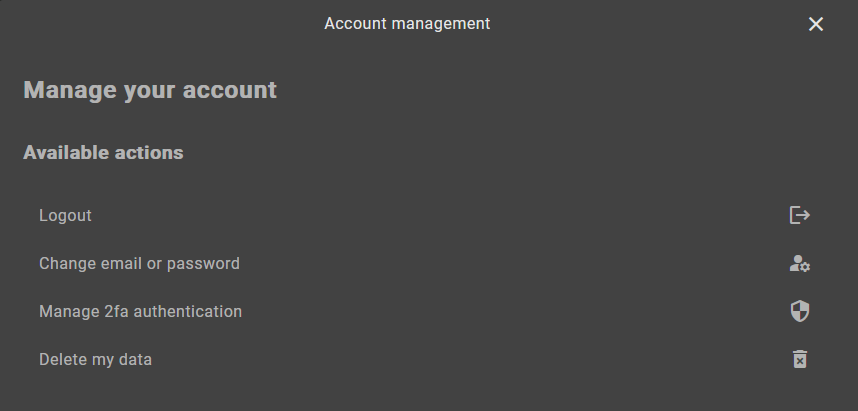 Account management
Manage your account
Available actions
Logout
Change email or password
Manage 2fa authentication
Delete my data